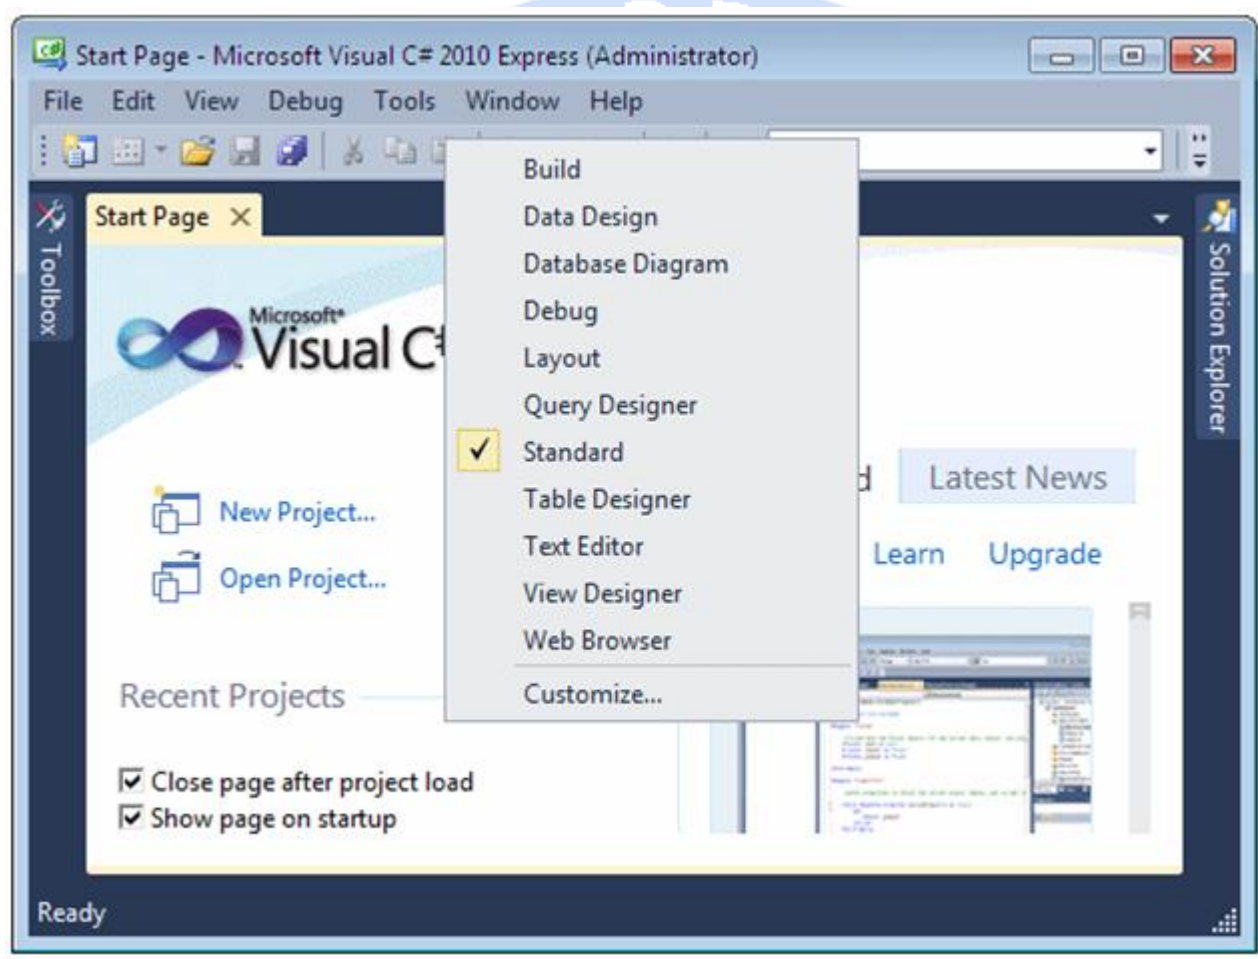 Start Page - Microsoft Visual C# 2010 Express (Administrator)
File Edit View Debug Tools Window Help
Start Page
Toolbox
Solution Explorer
Microsoft
Visual C#
Build
Data Design
Database Diagram
Debug
Layout
Query Designer
Standard
Table Designer
Text Editor
View Designer
Web Browser
Customize...
d Latest News
New Project...
Learn Upgrade
Open Project...
Recent Projects
Close page after project load
Show page on startup
Ready